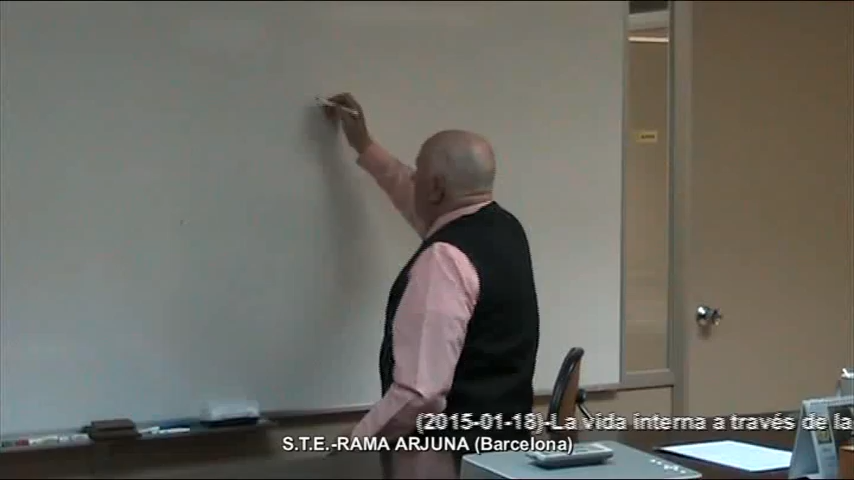 (2015-01-18)-La vida interna a través de la
S.T.E.-RAMA ARJUNA (Barcelona)